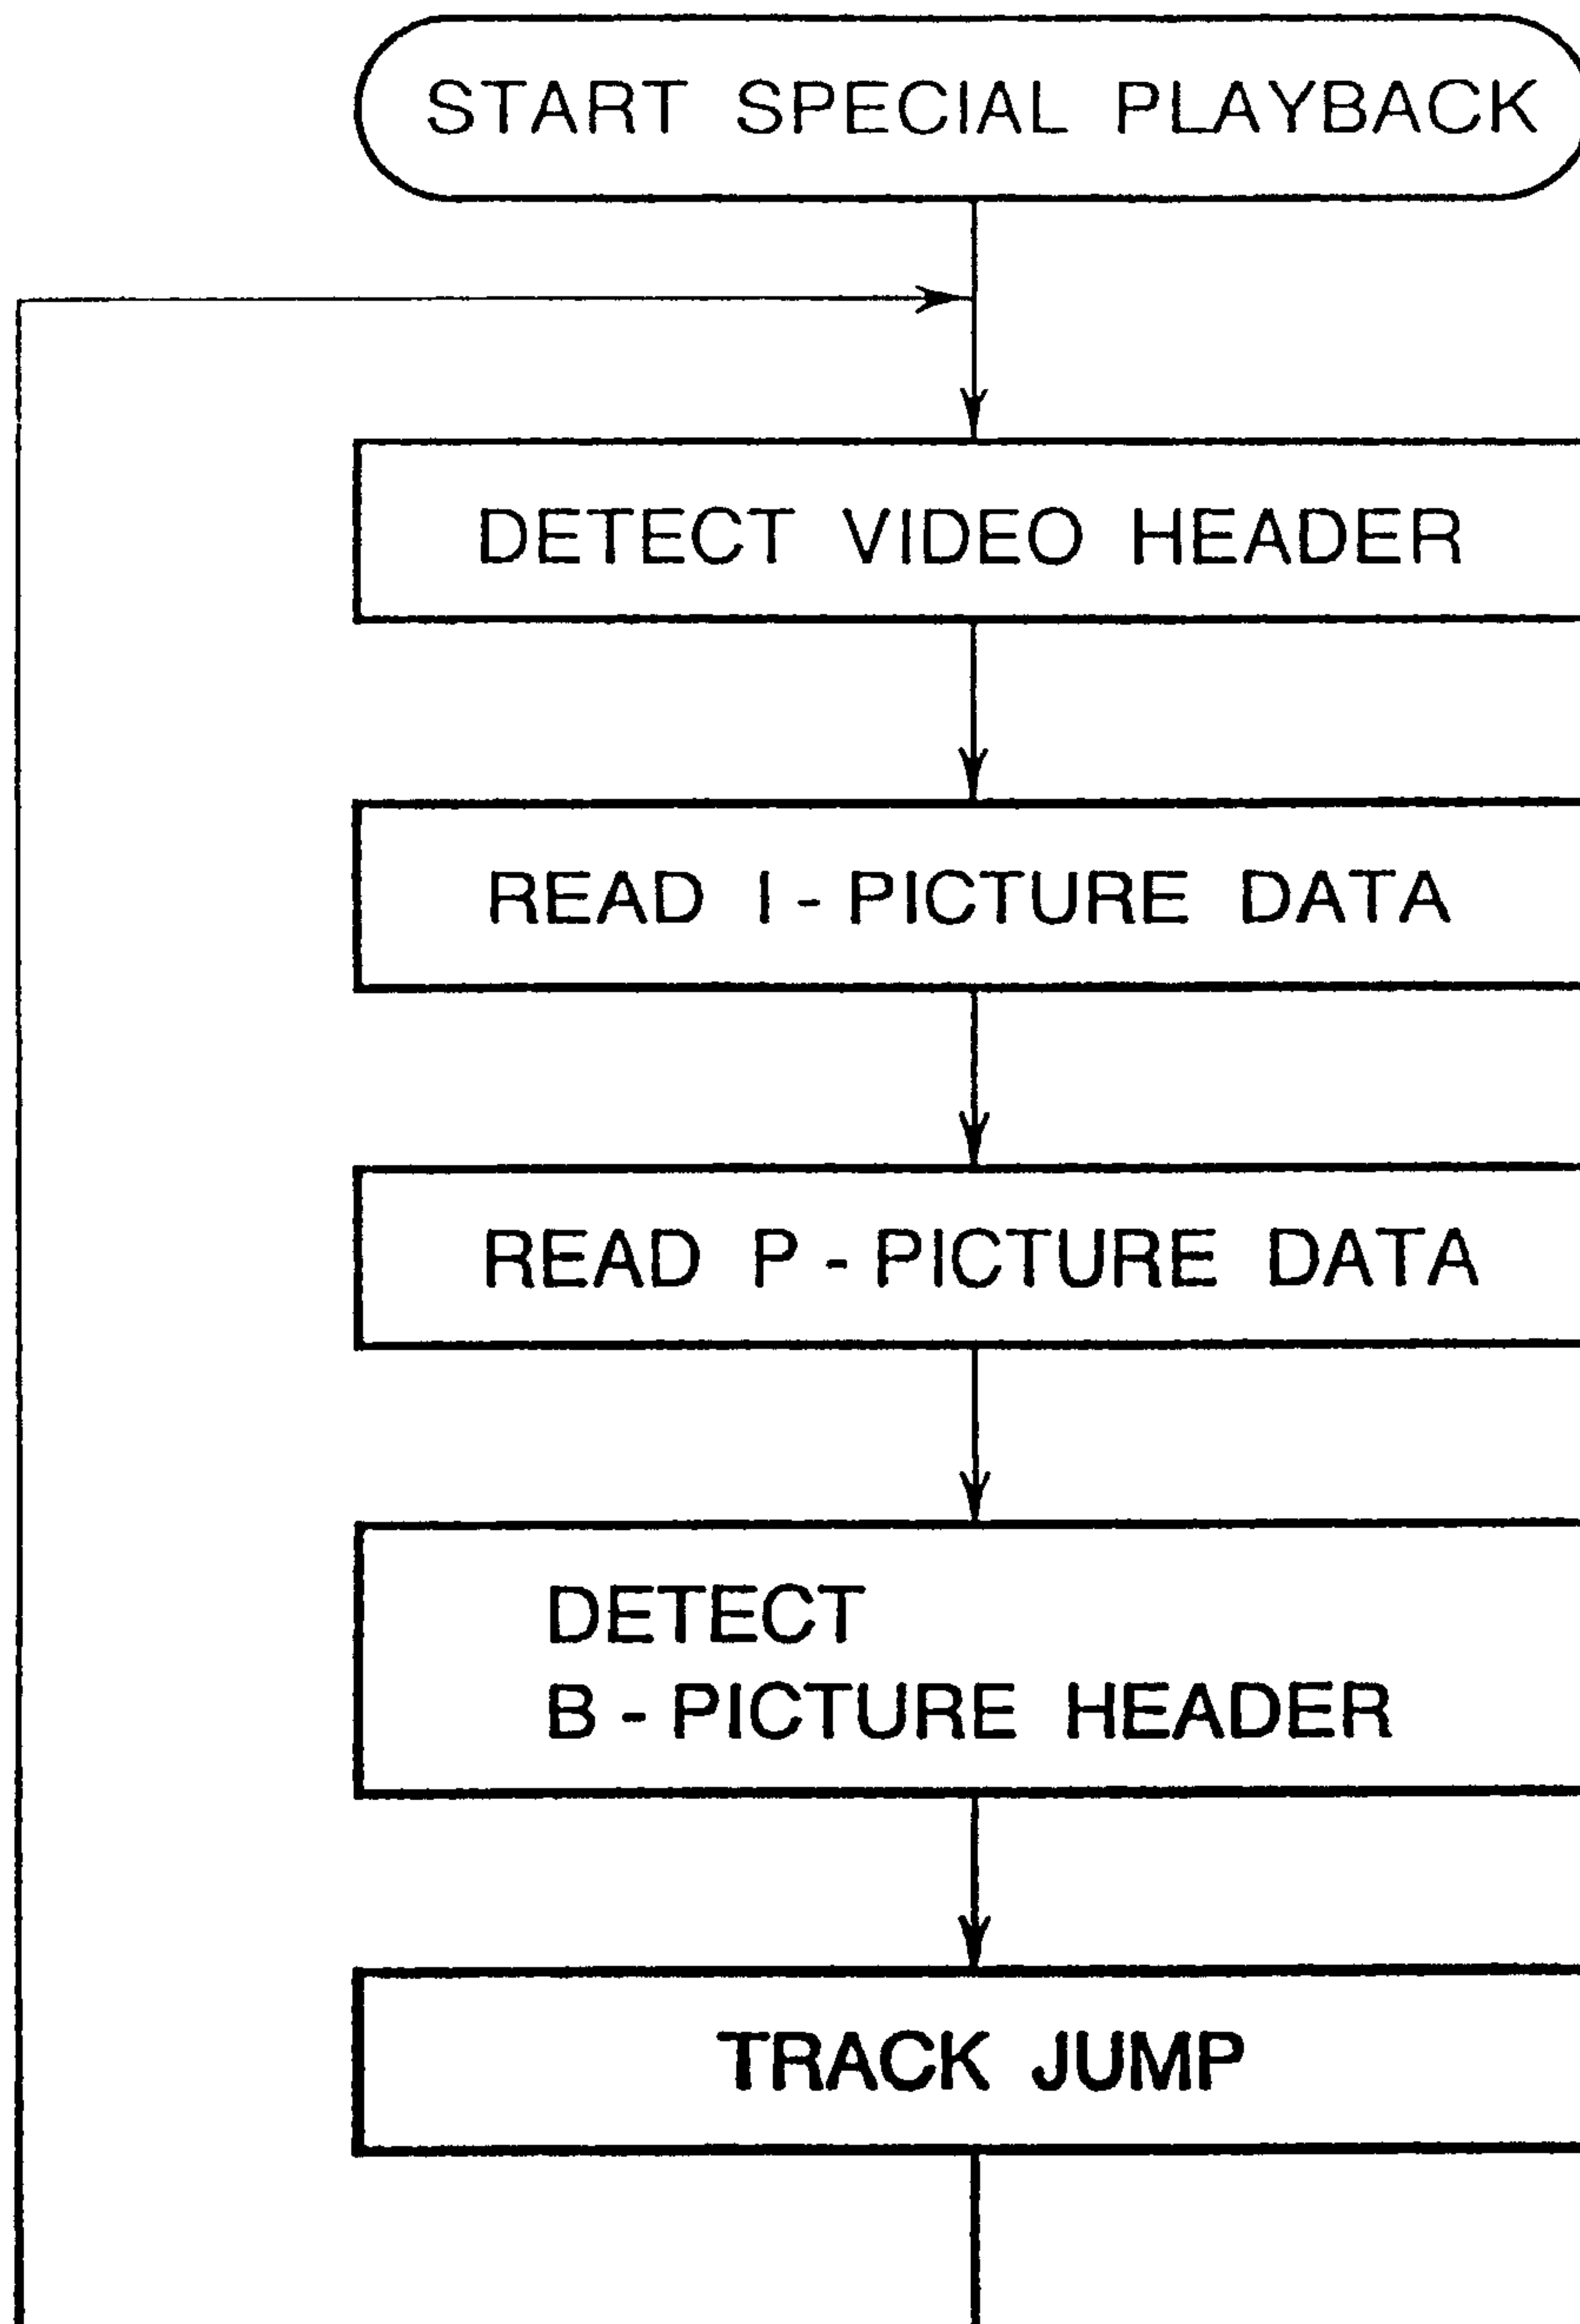 START SPECIAL PLAYBACK
DETECT VIDEO HEADER
READ I - PICTURE DATA
READ P - PICTURE DATA
DETECT
B - PICTURE HEADER
TRACK JUMP